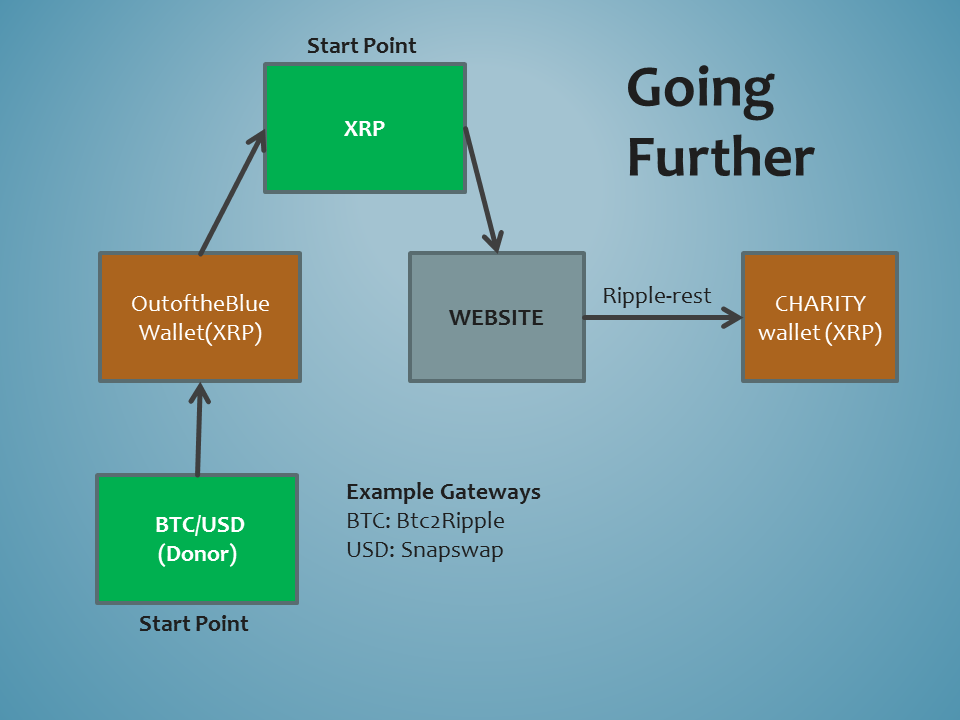 Start Point
XRP
Going
Further
OutoftheBlue
Wallet(XRP)
WEBSITE
Ripple-rest
CHARITY
wallet (XRP)
BTC/USD
(Donor)
Start Point
Example Gateways
BTC: Btc2Ripple
USD: Snapswap